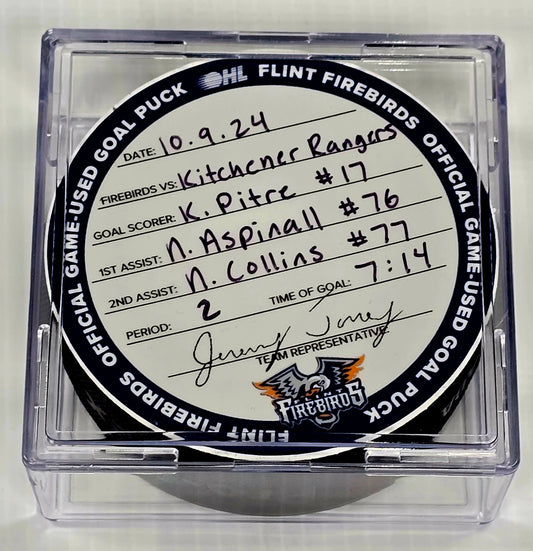 OHL FLINT FIREBIRDS
OFFICIAL GAME-USED GOAL PUCK
OFFICIAL GAME-USED GOAL PUCK
DATE: 10.9.24
FIREBIRDS VS: Kitchener Rangers
GOAL SCORER: K. Pitre #17
1ST ASSIST: N. Aspinall #76
2ND ASSIST: N. Collins #77
PERIOD: 2 TIME OF GOAL: 7:14
Jeremy Torrey
TEAM REPRESENTATIVE
FIREBIRDS
FLINT FIREBIRDS